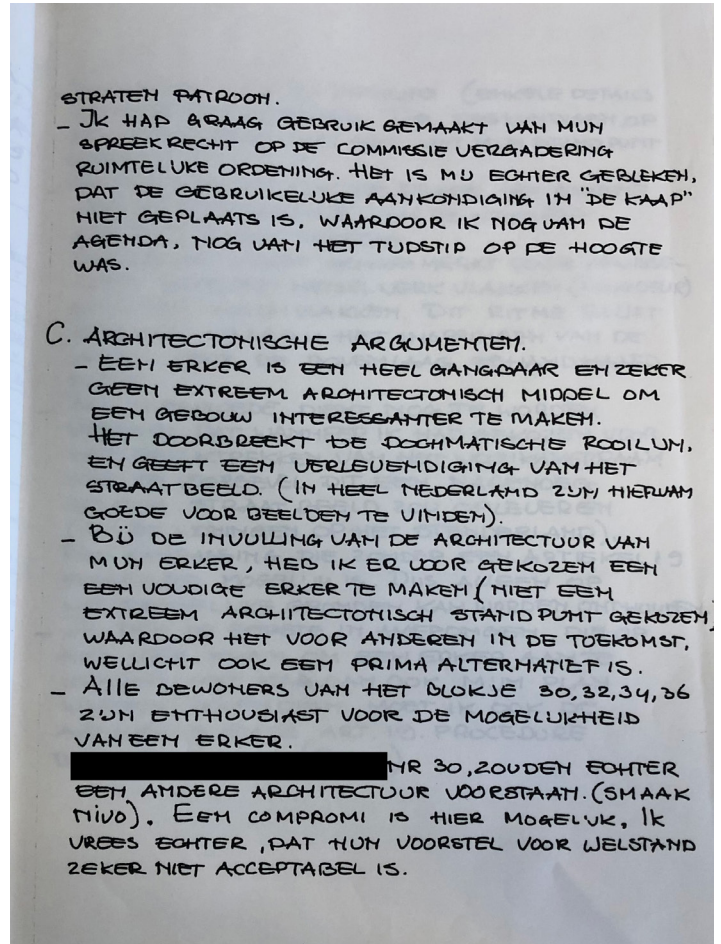 STRATEN PATROON.
- IK HAD GRAAG GEBRUIK GEMAAKT VAN MIJN
SPREEKRECHT OP DE COMMISSIE VERGADERING
RUIMTELIJKE ORDENING. HET IS MIJ ECHTER GEBLEKEN,
DAT DE GEBRUIKELIJKE AANKONDIGING IN "DE KAAP"
NIET GEPLAATS IS, WAARDOOR IK NOG VAN DE
AGENDA, NOG VAN HET TIJDSTIP OP DE HOOGTE
WAS.
C. ARCHITECTONISCHE ARGUMENTEN.
- EEN ERKER IS EEN HEEL GANGBAAR EN ZEKER
GEEN EXTREEM ARCHITECTONISCH MIDDEL OM
EEN GEBOUW INTERESSANTER TE MAKEN.
HET DOORBREEKT DE DOGMATISCHE ROOILIJN,
EN GEEFT EEN VERLEVENDIGING VAN HET
STRAATBEELD. (IN HEEL NEDERLAND ZIJN HIERVAN
GOEDE VOORBEELDEN TE VINDEN).
- BIJ DE INVULLING VAN DE ARCHITECTUUR VAN
MIJN ERKER, HEB IK ER VOOR GEKOZEN EEN
EENVOUDIGE ERKER TE MAKEN (NIET EEN
EXTREEM ARCHITECTONISCH STANDPUNT GEKOZEN)
WAARDOOR HET VOOR ANDEREN IN DE TOEKOMST,
WELLICHT OOK EEN PRIMA ALTERNATIEF IS.
- ALLE BEWONERS VAN HET BLOKJE 30, 32, 34, 36
ZIJN ENTHOUSIAST VOOR DE MOGELIJKHEID
VAN EEN ERKER.
NR 30, ZOUDEN ECHTER
EEN ANDERE ARCHITECTUUR VOORSTAAN. (SMAAK
NIVO). EEN COMPROMI IS HIER MOGELIJK, IK
VREES ECHTER, DAT HUN VOORSTEL VOOR WELSTAND
ZEKER NIET ACCEPTABEL IS.